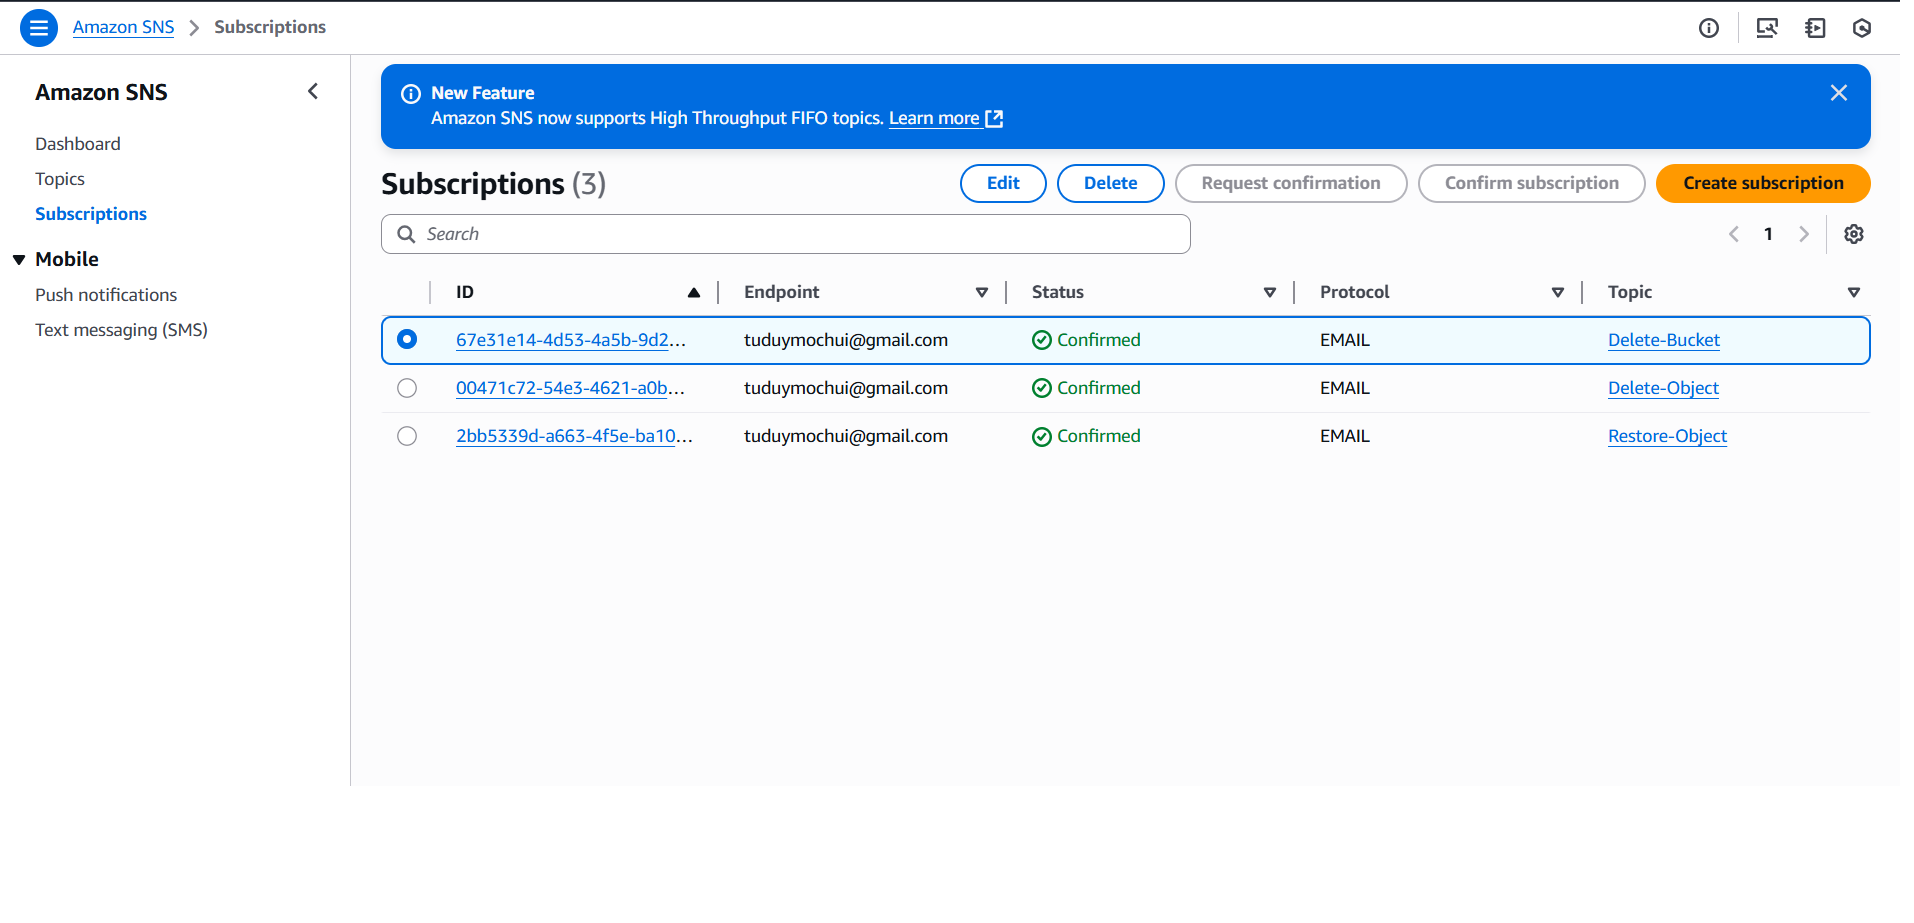 Amazon SNS > Subscriptions
Amazon SNS
Dashboard
Topics
Subscriptions
Mobile
Push notifications
Text messaging (SMS)
New Feature
Amazon SNS now supports High Throughput FIFO topics. Learn more
Subscriptions (3)
Edit
Delete
Request confirmation
Confirm subscription
Create subscription
Search
1
ID Endpoint Status Protocol Topic
67e31e14-4d53-4a5b-9d2... tuduymochui@gmail.com Confirmed EMAIL Delete-Bucket
00471c72-54e3-4621-a0b... tuduymochui@gmail.com Confirmed EMAIL Delete-Object
2bb5339d-a663-4f5e-ba10... tuduymochui@gmail.com Confirmed EMAIL Restore-Object